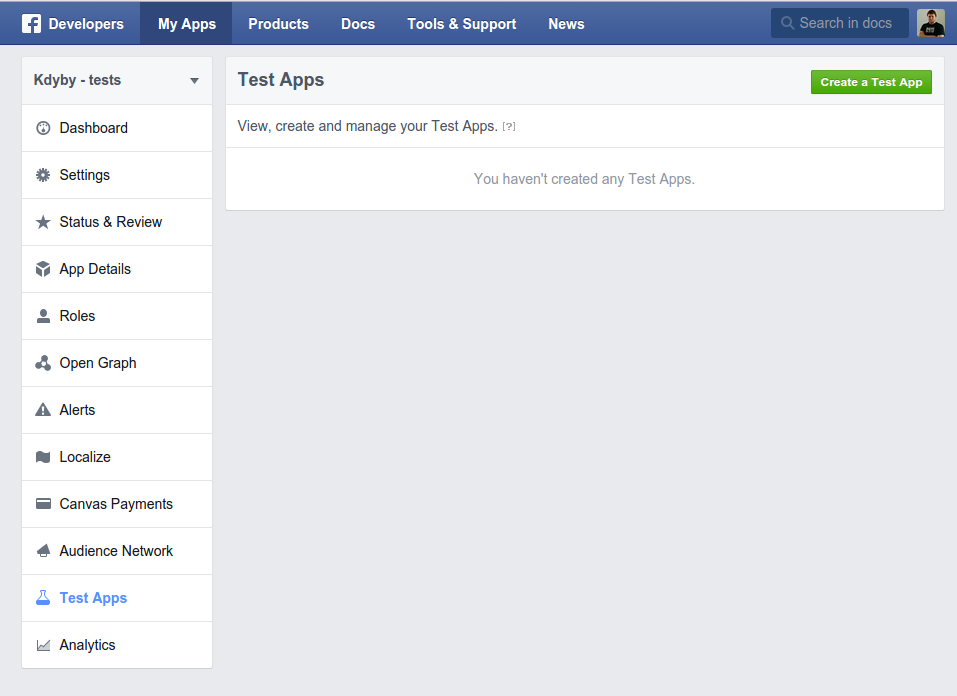 Developers My Apps Products Docs Tools & Support News Search in docs
Kdyby - tests
Dashboard
Settings
Status & Review
App Details
Roles
Open Graph
Alerts
Localize
Canvas Payments
Audience Network
Test Apps
Analytics
Test Apps Create a Test App
View, create and manage your Test Apps. [?]
You haven't created any Test Apps.